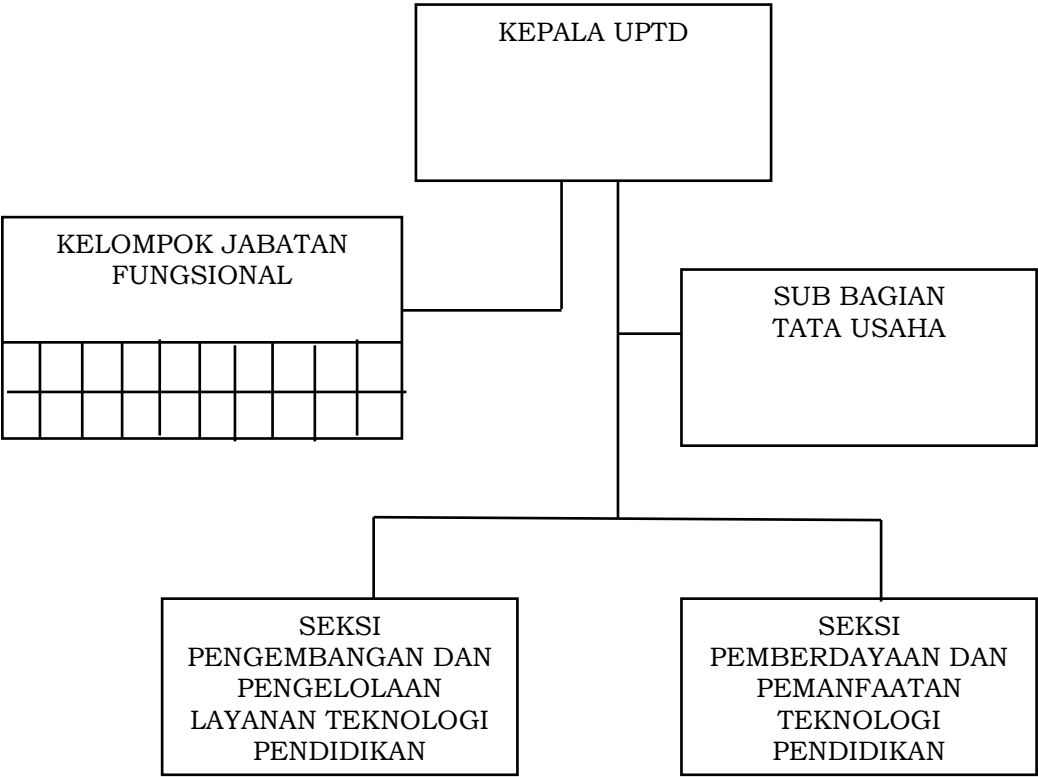 KEPALA UPTD
KELOMPOK JABATAN
FUNGSIONAL
SUB BAGIAN
TATA USAHA
SEKSI
PENGEMBANGAN DAN
PENGELOLAAN
LAYANAN TEKNOLOGI
PENDIDIKAN
SEKSI
PEMBERDAYAAN DAN
PEMANFAATAN
TEKNOLOGI
PENDIDIKAN